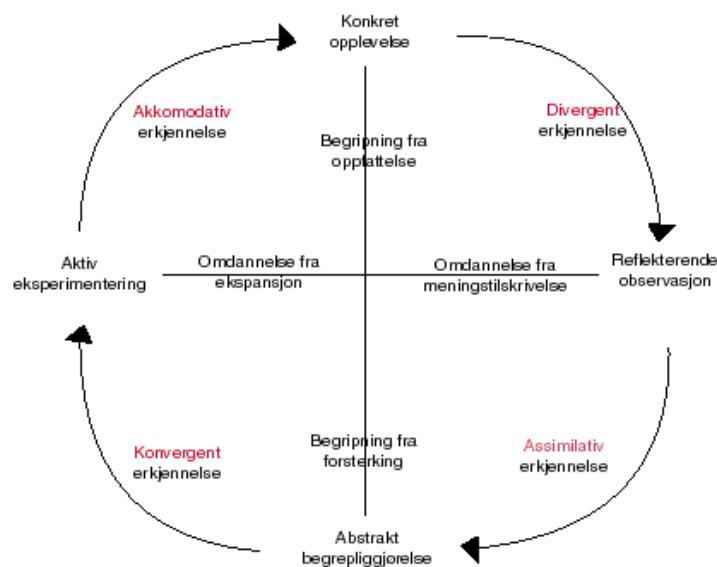 Konkret
opplevelse
Akkomodativ
erkjennelse
Divergent
erkjennelse
Begripning fra
oppfattelse
Aktiv
eksperimentering
Omdannelse fra
ekspansjon
Omdannelse fra
meningstilskrivelse
Reflekterende
observasjon
Konvergent
erkjennelse
Begripning fra
forsterking
Assimilativ
erkjennelse
Abstrakt
begrepliggjørelse